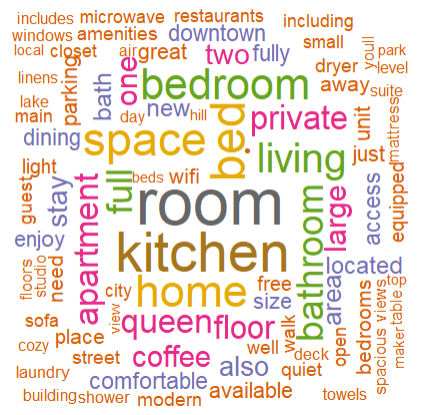 includes microwave restaurants
windows amenities downtown including
local closet air great two fully small youll park
linens parking bath one bedroom dryer level
lake new away suite
main day hill private unit mattress
dining space bed living just
light full beds wifi
guest stay apartment room bathroom large access equipped
enjoy kitchen located
floors studio need city home free area bedrooms views top
sofa view queen floor size walk open spacious table
cozy place coffee well deck maker
street also quiet
laundry comfortable available
building shower modern towels